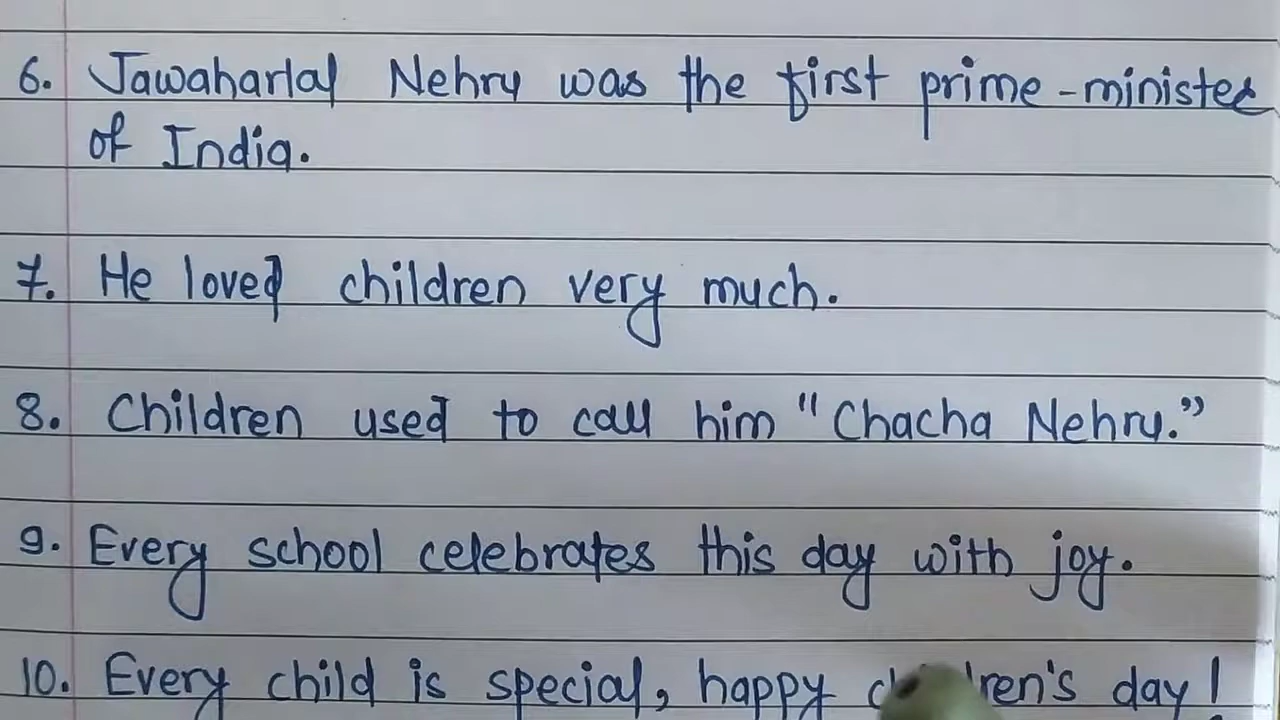 6. Jawaharlal Nehru was the first prime-minister
of India.
7. He loved children very much.
8. Children used to call him "Chacha Nehru."
9. Every school celebrates this day with joy.
10. Every child is special, happy children's day!